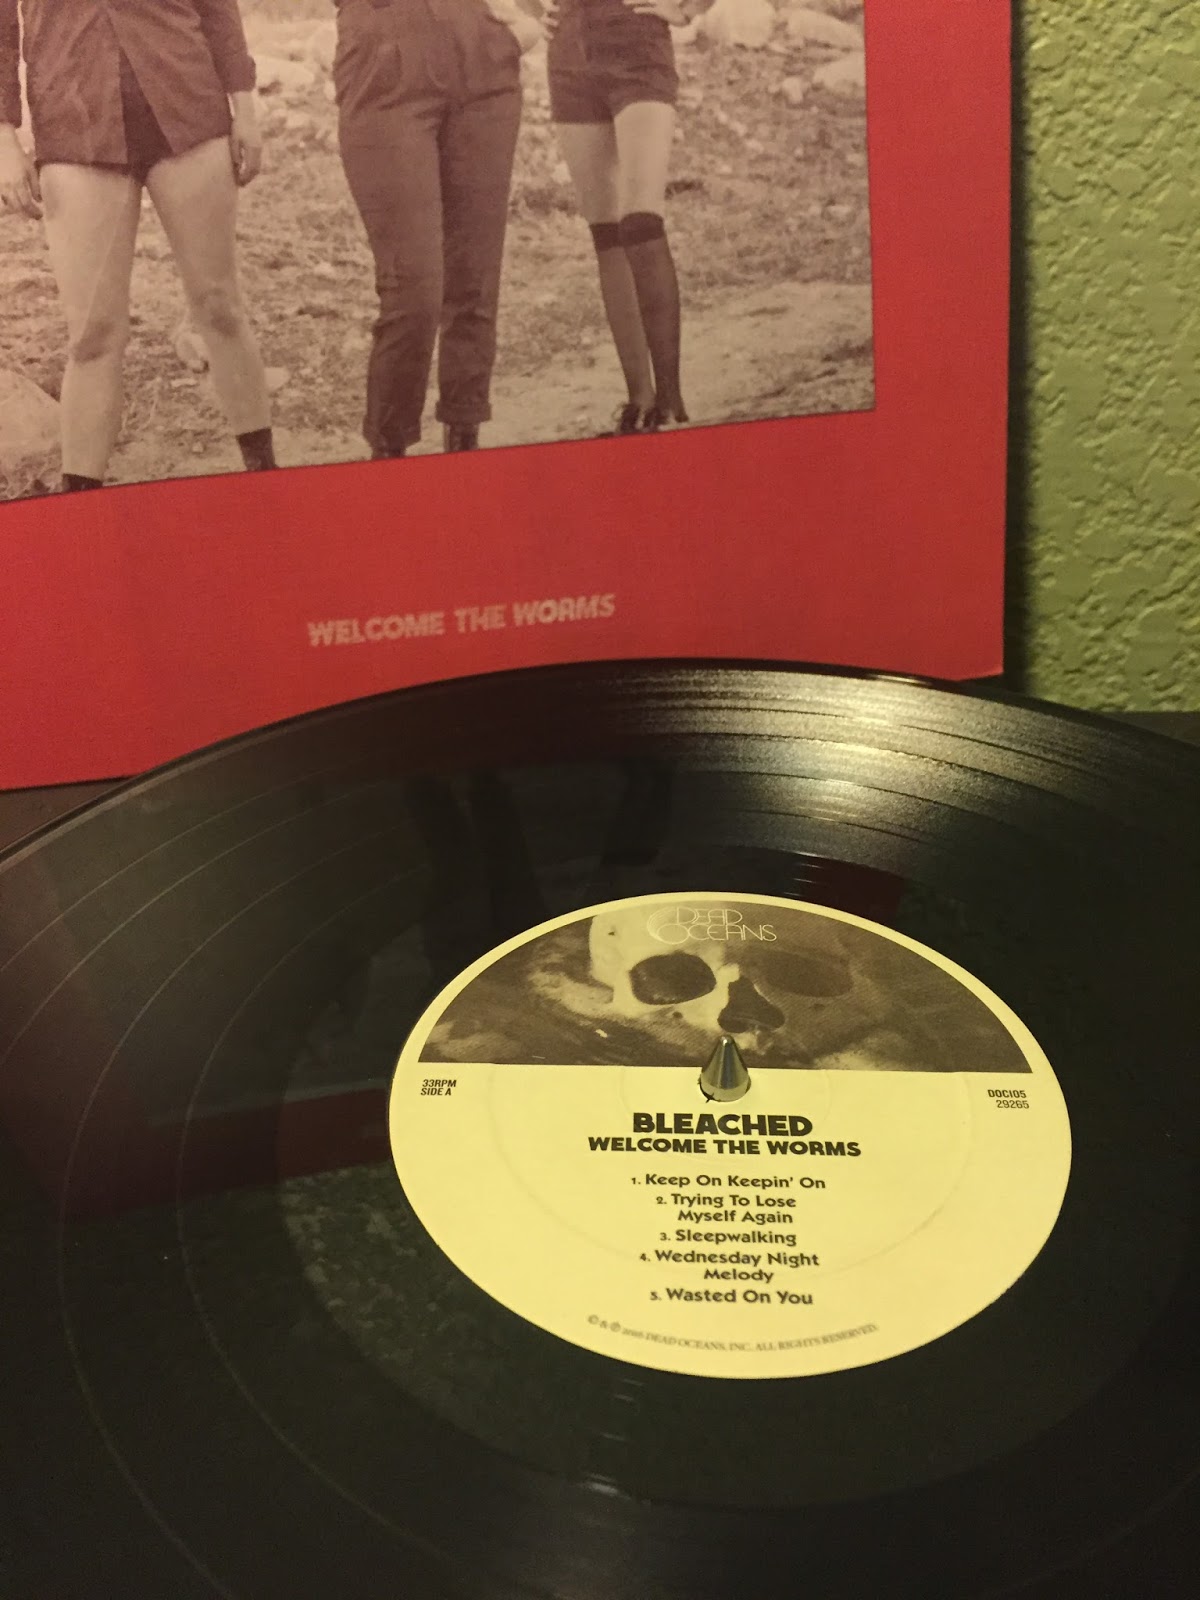 WELCOME THE WORMS
DEAD
OCEANS
33RPM
SIDE A
DOC105
29265
BLEACHED
WELCOME THE WORMS
1. Keep On Keepin' On
2. Trying To Lose
Myself Again
3. Sleepwalking
4. Wednesday Night
Melody
5. Wasted On You
© & ℗ 2016 DEAD OCEANS, INC. ALL RIGHTS RESERVED.